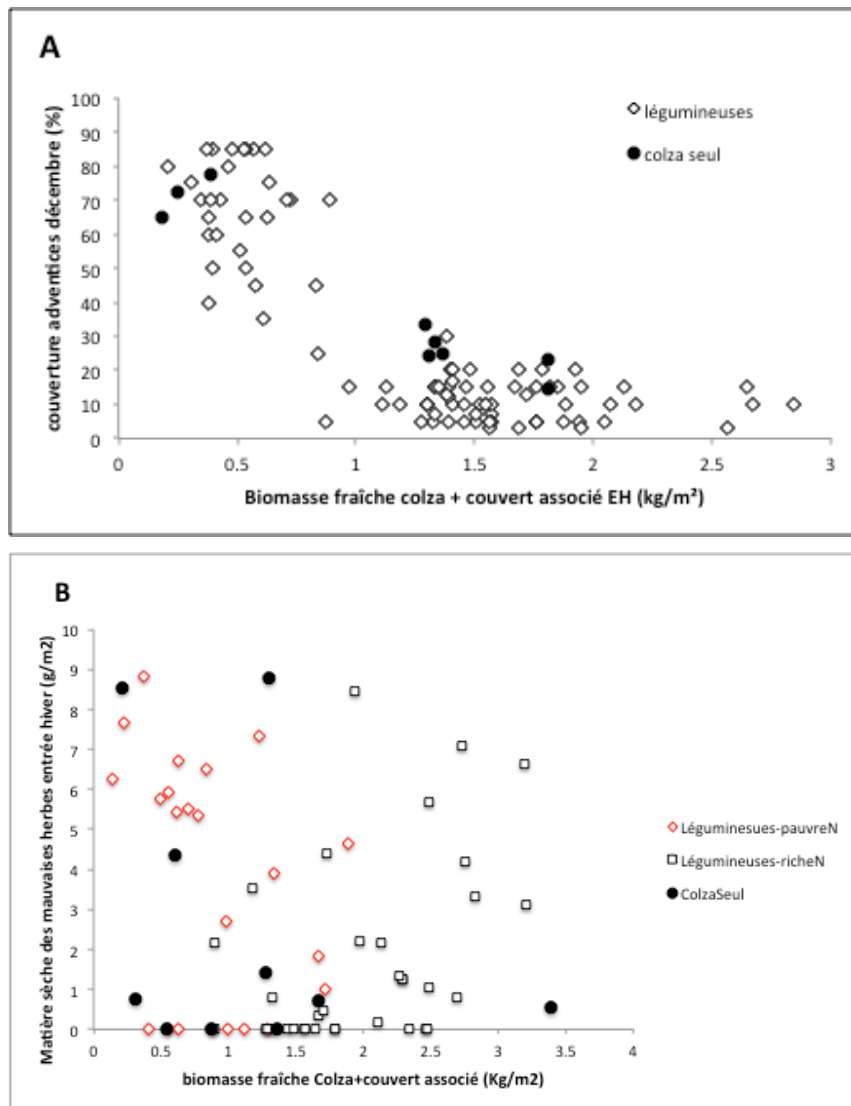 A
couverture adventices décembre (%)
100
90
80
70
60
50
40
30
20
10
0
0 0.5 1 1.5 2 2.5 3
légumineuses
colza seul
Biomasse fraîche colza + couvert associé EH (kg/m²)
B
Matière sèche des mauvaises herbes entrée hiver (g/m2)
10
9
8
7
6
5
4
3
2
1
0
0 0.5 1 1.5 2 2.5 3 3.5 4
Léguminesues-pauvreN
Légumineuses-richeN
ColzaSeul
biomasse fraîche Colza+couvert associé (Kg/m2)